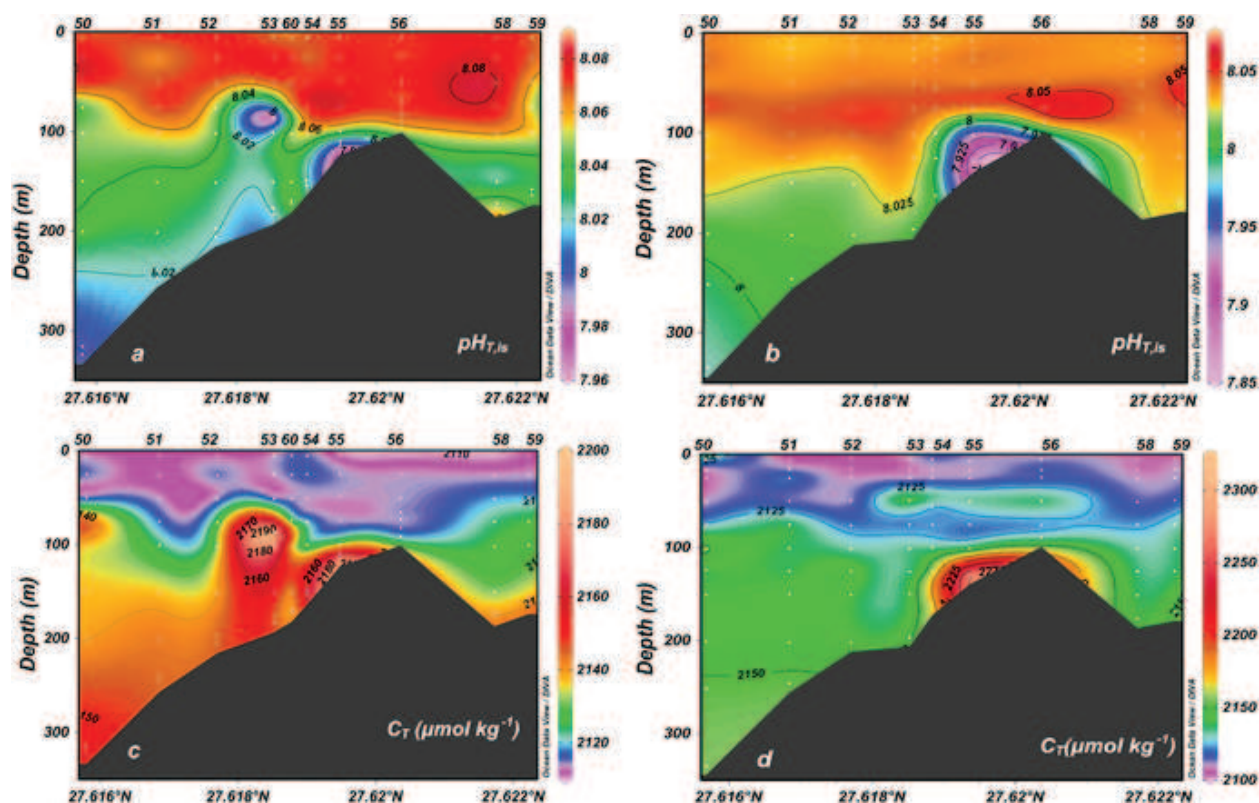 50 51 52 53 60 54 55 56 58 59
0
100
200
300
Depth (m)
8.04
8
8.02
8.06
8.08
a
pHT,is
Ocean Data View / DIVA
8.08
8.06
8.04
8.02
8
7.98
7.96
27.616°N 27.618°N 27.62°N 27.622°N
50 51 52 53 54 55 56 58 59
0
100
200
300
Depth (m)
8.05
8.05
8
7.925
8.025
b
pHT,is
Ocean Data View / DIVA
8.05
8
7.95
7.9
7.85
27.616°N 27.618°N 27.62°N 27.622°N
50 51 52 53 60 54 55 56 58 59
0
100
200
300
Depth (m)
2110
2170
2190
2180
2160
2160
2180
c
CT (µmol kg-1)
Ocean Data View / DIVA
2200
2180
2160
2140
2120
27.616°N 27.618°N 27.62°N 27.622°N
50 51 52 53 54 55 56 58 59
0
100
200
300
Depth (m)
2125
2125
2225
2150
d
CT(µmol kg-1)
Ocean Data View / DIVA
2300
2250
2200
2150
2100
27.616°N 27.618°N 27.62°N 27.622°N